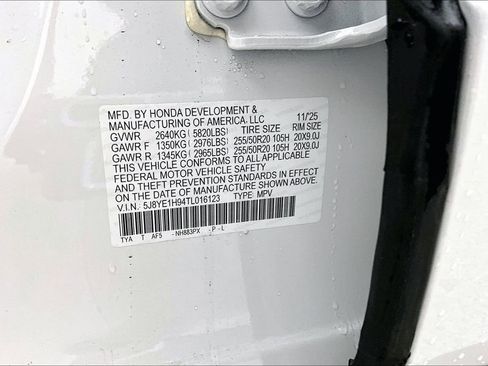 MFD. BY HONDA DEVELOPMENT &
MANUFACTURING OF AMERICA, LLC 11/25
GVWR 2640KG (5820LBS) TIRE SIZE RIM SIZE
GAWR F 1350KG (2976LBS) 255/50R20 105H 20X9.0J
GAWR R 1345KG (2965LBS) 255/50R20 105H 20X9.0J
THIS VEHICLE CONFORMS TO ALL APPLICABLE
FEDERAL MOTOR VEHICLE SAFETY
AND THEFT PREVENTION STANDARDS IN EFFECT
ON THE DATE OF MANUFACTURE SHOWN ABOVE.
V.I.N.: 5J8YE1H94TL016123 TYPE: MPV
TYA T AF5 -NH883PX :P-L